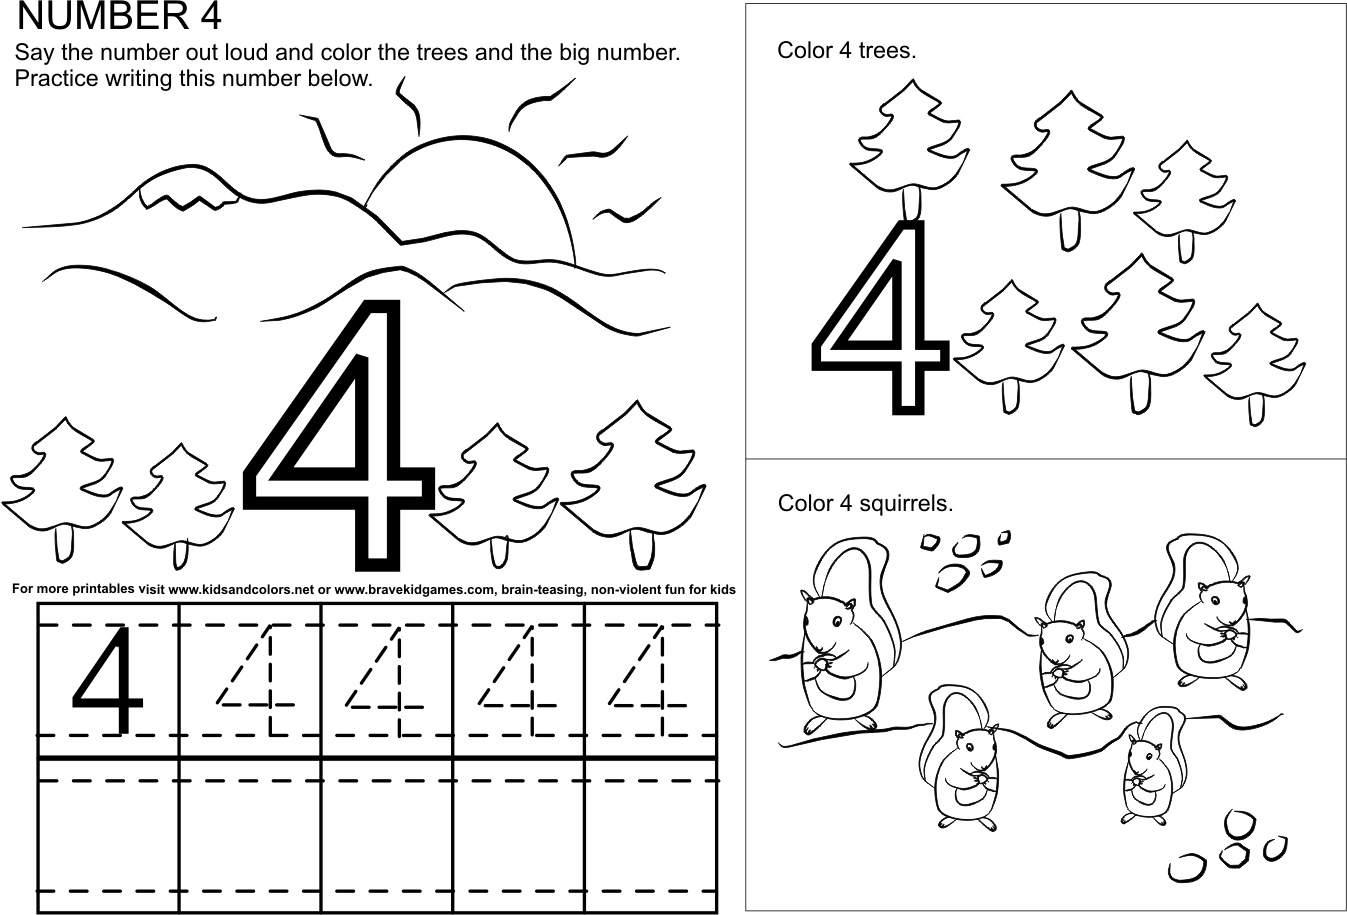 NUMBER 4
Say the number out loud and color the trees and the big number.
Practice writing this number below.
4
For more printables visit www.kidsandcolors.net or www.bravekidgames.com, brain-teasing, non-violent fun for kids
4 4 4 4 4
Color 4 trees.
4
Color 4 squirrels.